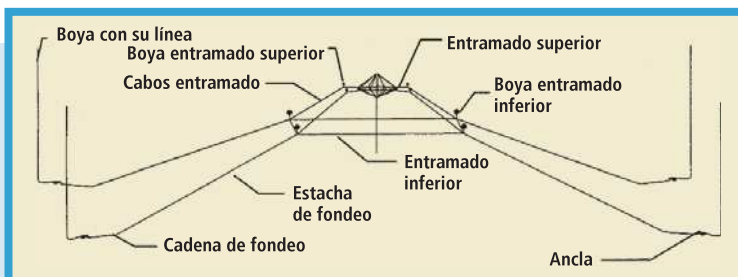 Boya con su línea
Boya entramado superior
Cabos entramado
Entramado superior
Boya entramado
inferior
Entramado
inferior
Estacha
de fondeo
Cadena de fondeo
Ancla